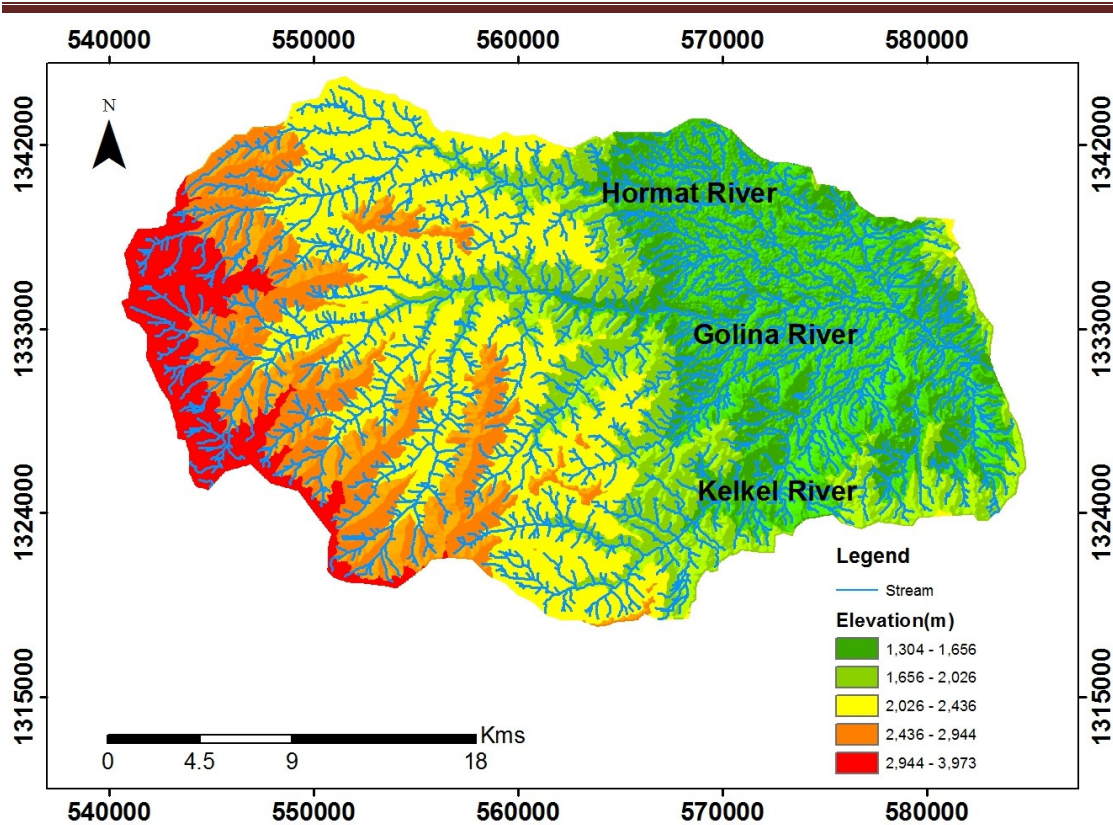 540000 550000 560000 570000 580000
N
1342000 1342000
Hormat River
1333000 1333000
Golina River
1324000 1324000
Kelkel River
Legend
Stream
Elevation(m)
1,304 - 1,656
1,656 - 2,026
2,026 - 2,436
2,436 - 2,944
2,944 - 3,973
1315000 1315000
Kms
0 4.5 9 18
540000 550000 560000 570000 580000